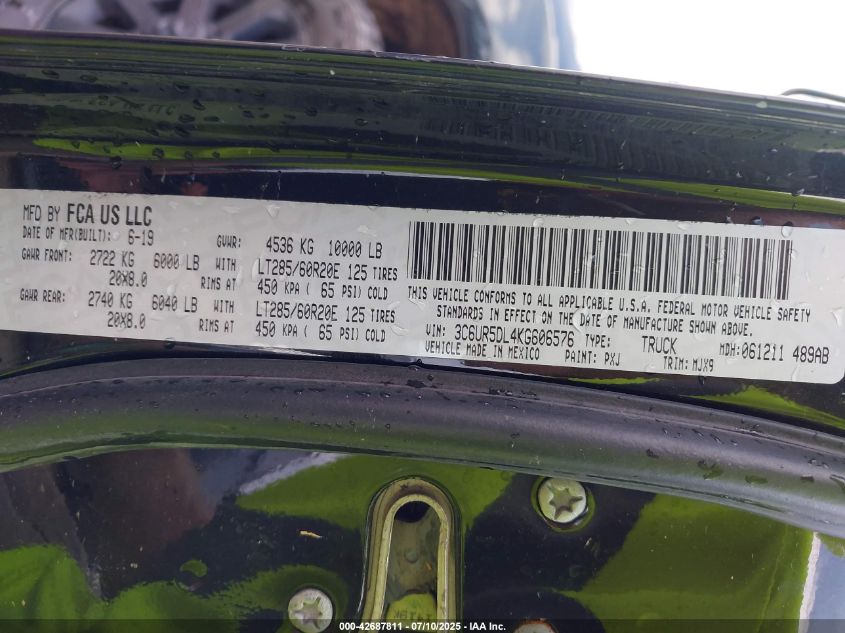 MFD BY FCA US LLC
DATE OF MFR(BUILT): 6-19 GVWR: 4536 KG 10000 LB
GAWR FRONT: 2722 KG 6000 LB WITH LT285/60R20E 125 TIRES
20X8.0 RIMS AT 450 KPA ( 65 PSI) COLD
GAWR REAR: 2740 KG 6040 LB WITH LT285/60R20E 125 TIRES
20X8.0 RIMS AT 450 KPA ( 65 PSI) COLD
THIS VEHICLE CONFORMS TO ALL APPLICABLE U.S.A. FEDERAL MOTOR VEHICLE SAFETY
STANDARDS IN EFFECT ON THE DATE OF MANUFACTURE SHOWN ABOVE.
VIN: 3C6UR5DL4KG606576 TYPE: TRUCK MDH: 061211 489AB
VEHICLE MADE IN MEXICO PAINT: PXJ TRIM: MJX9
000-42687811 - 07/10/2025 - IAA Inc.